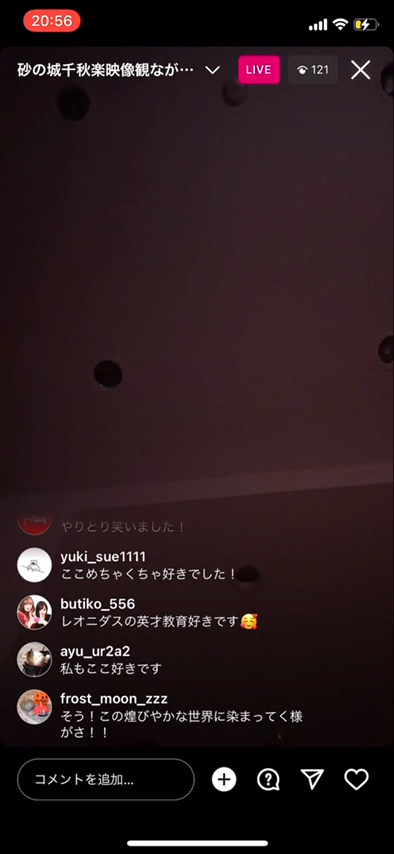 20:56
砂の城千秋楽映像観なが…
LIVE
121
やりとり笑いました！
yuki_sue1111
ここめちゃくちゃ好きでした！
butiko_556
レオニダスの英才教育好きです🥰
ayu_ur2a2
私もここ好きです
frost_moon_zzz
そう！この煌びやかな世界に染まってく様
がさ！！
コメントを追加...